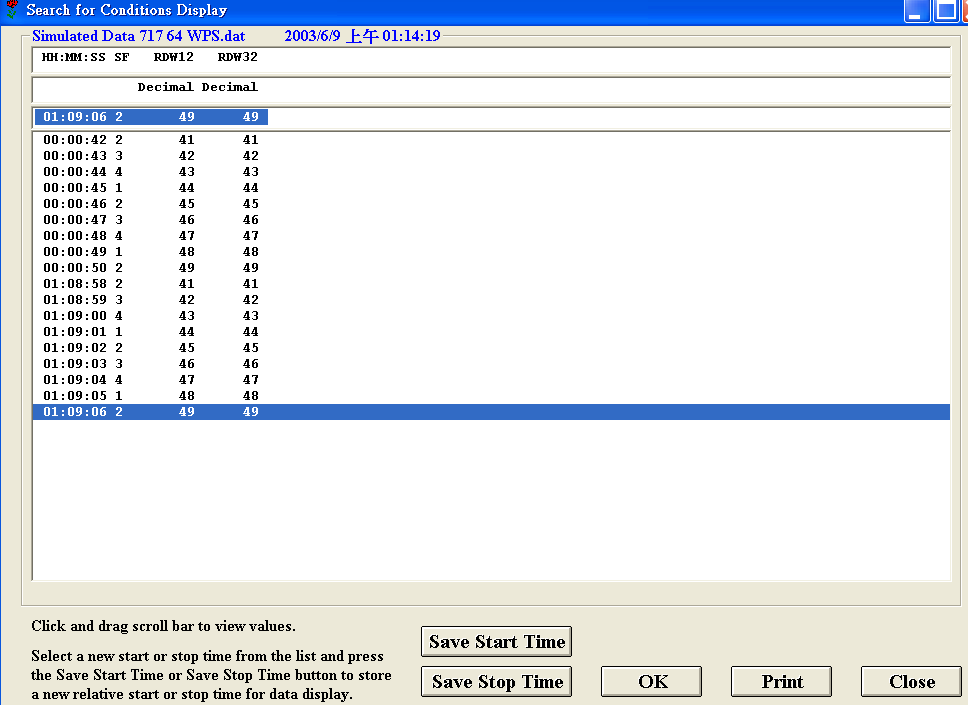 Search for Conditions Display
Simulated Data 717 64 WPS.dat 2003/6/9 上午 01:14:19
HH:MM:SS SF RDW12 RDW32
Decimal Decimal
01:09:06 2 49 49
00:00:42 2 41 41
00:00:43 3 42 42
00:00:44 4 43 43
00:00:45 1 44 44
00:00:46 2 45 45
00:00:47 3 46 46
00:00:48 4 47 47
00:00:49 1 48 48
00:00:50 2 49 49
01:08:58 2 41 41
01:08:59 3 42 42
01:09:00 4 43 43
01:09:01 1 44 44
01:09:02 2 45 45
01:09:03 3 46 46
01:09:04 4 47 47
01:09:05 1 48 48
01:09:06 2 49 49
Click and drag scroll bar to view values.
Select a new start or stop time from the list and press
the Save Start Time or Save Stop Time button to store
a new relative start or stop time for data display.
Save Start Time
Save Stop Time OK Print Close